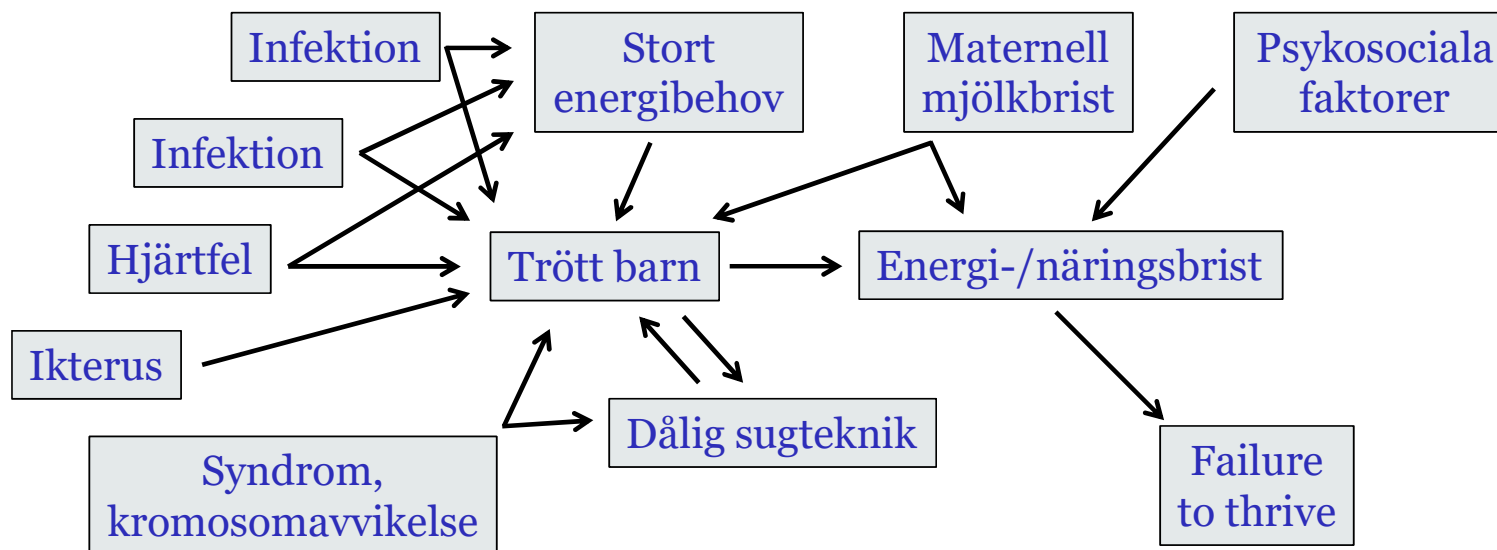 Infektion
Stort
energibehov
Maternell
mjölkbrist
Psykosociala
faktorer
Infektion
Hjärtfel
Trött barn
Energi-/näringsbrist
Ikterus
Dålig sugteknik
Syndrom,
kromosomavvikelse
Failure
to thrive